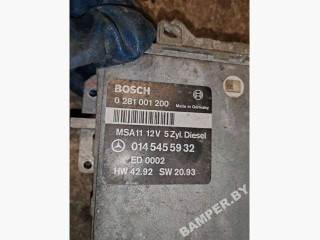 BOSCH
0 281 001 200
Made in Germany
MSA11 12V 5 Zyl. Diesel
014 545 59 32
ED 0002
HW 42.92 SW 20.93
BAMPER.BY